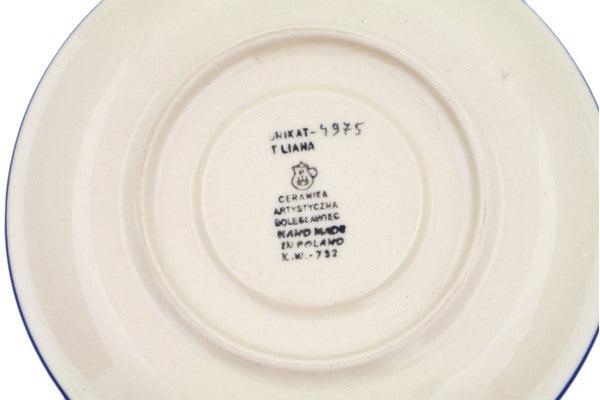 UNIKAT-4975
T LIANA
CERAMIKA
ARTYSTYCZNA
BOLESŁAWIEC
HAND MADE
IN POLAND
K.W.-732